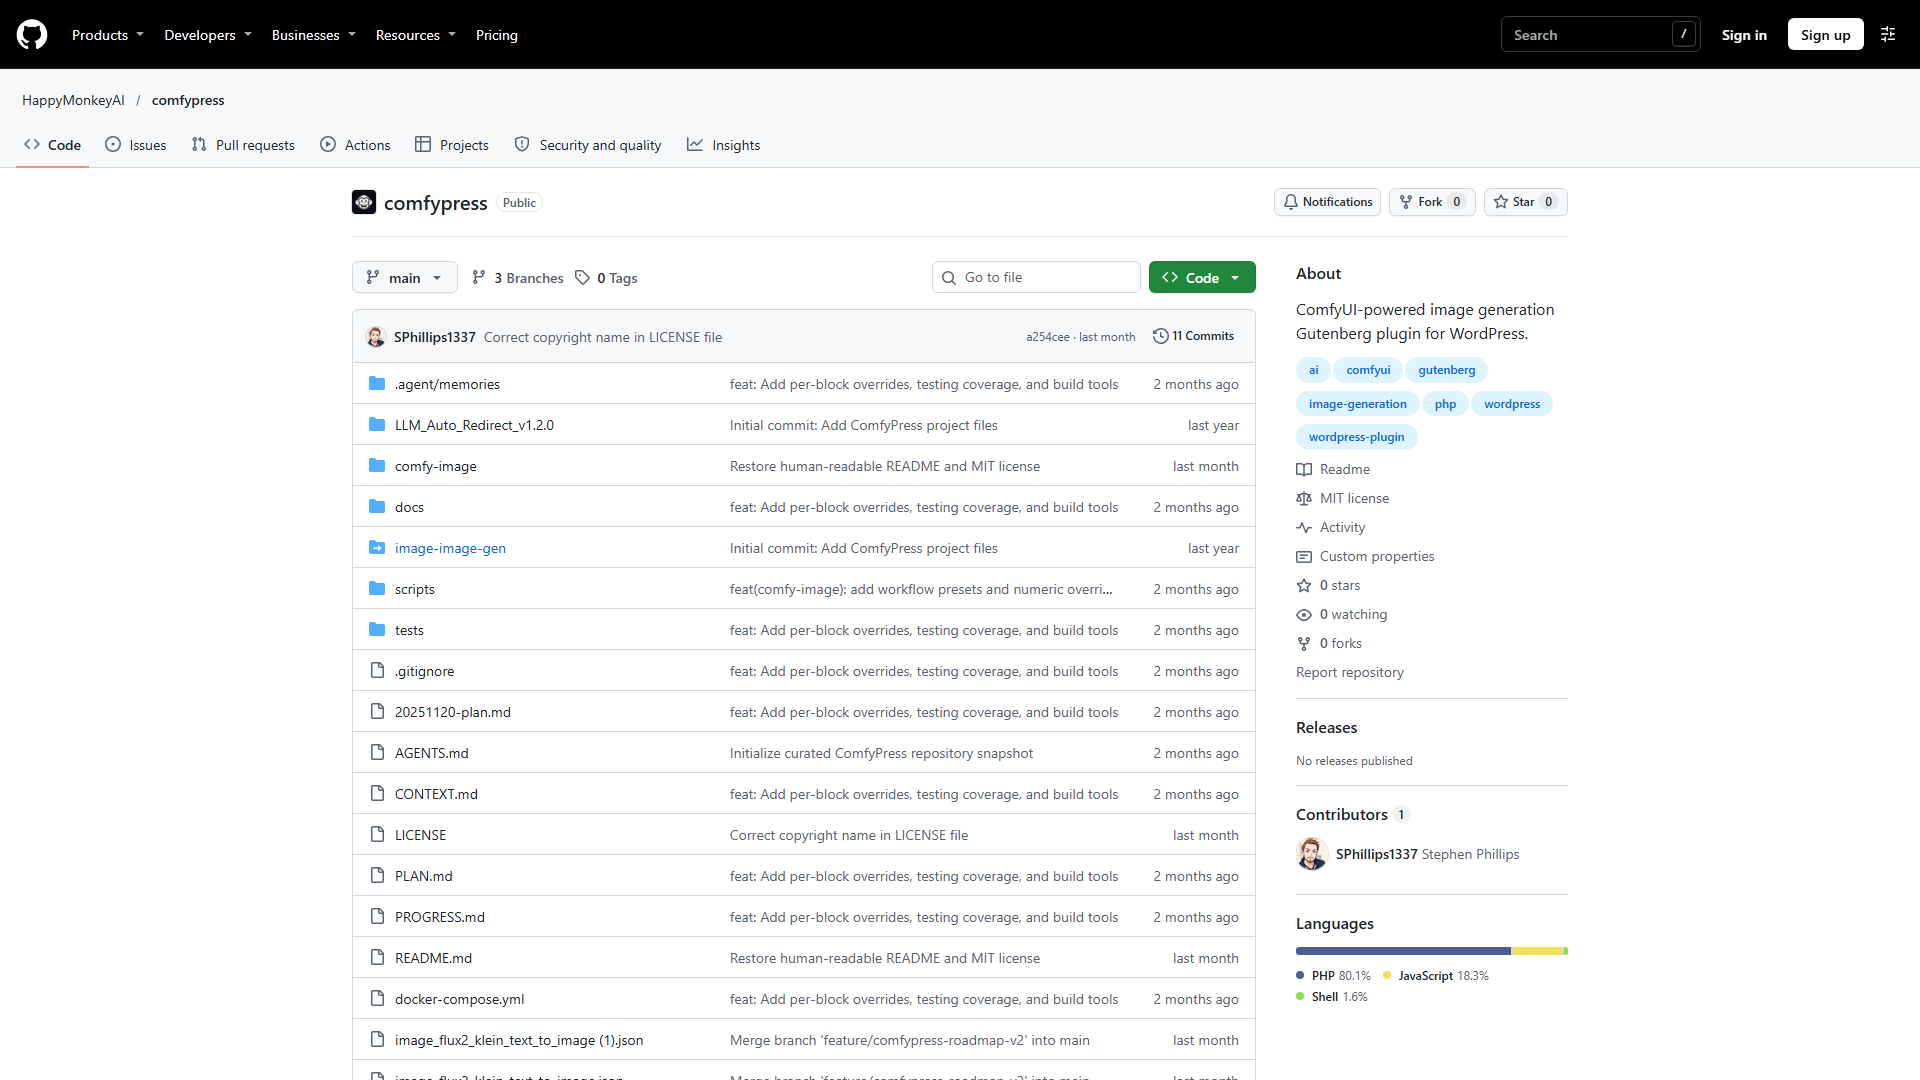 Products Developers Businesses Resources Pricing Search / Sign in Sign up
HappyMonkeyAI / comfypress
Code Issues Pull requests Actions Projects Security and quality Insights
comfypress Public Notifications Fork 0 Star 0
main 3 Branches 0 Tags Go to file Code
SPhillips1337 Correct copyright name in LICENSE file a254cee · last month 11 Commits
.agent/memories feat: Add per-block overrides, testing coverage, and build tools 2 months ago
LLM_Auto_Redirect_v1.2.0 Initial commit: Add ComfyPress project files last year
comfy-image Restore human-readable README and MIT license last month
docs feat: Add per-block overrides, testing coverage, and build tools 2 months ago
image-image-gen Initial commit: Add ComfyPress project files last year
scripts feat(comfy-image): add workflow presets and numeric overri... 2 months ago
tests feat: Add per-block overrides, testing coverage, and build tools 2 months ago
.gitignore feat: Add per-block overrides, testing coverage, and build tools 2 months ago
20251120-plan.md feat: Add per-block overrides, testing coverage, and build tools 2 months ago
AGENTS.md Initialize curated ComfyPress repository snapshot 2 months ago
CONTEXT.md feat: Add per-block overrides, testing coverage, and build tools 2 months ago
LICENSE Correct copyright name in LICENSE file last month
PLAN.md feat: Add per-block overrides, testing coverage, and build tools 2 months ago
PROGRESS.md feat: Add per-block overrides, testing coverage, and build tools 2 months ago
README.md Restore human-readable README and MIT license last month
docker-compose.yml feat: Add per-block overrides, testing coverage, and build tools 2 months ago
image_flux2_klein_text_to_image (1).json Merge branch 'feature/comfypress-roadmap-v2' into main last month
image_flux2_klein_text_to_image.json Merge branch 'feature/comfypress-roadmap-v2' into main last month
About
ComfyUI-powered image generation
Gutenberg plugin for WordPress.
ai comfyui gutenberg
image-generation php wordpress
wordpress-plugin
Readme
MIT license
Activity
Custom properties
0 stars
0 watching
0 forks
Report repository
Releases
No releases published
Contributors 1
SPhillips1337 Stephen Phillips
Languages
PHP 80.1% JavaScript 18.3%
Shell 1.6%